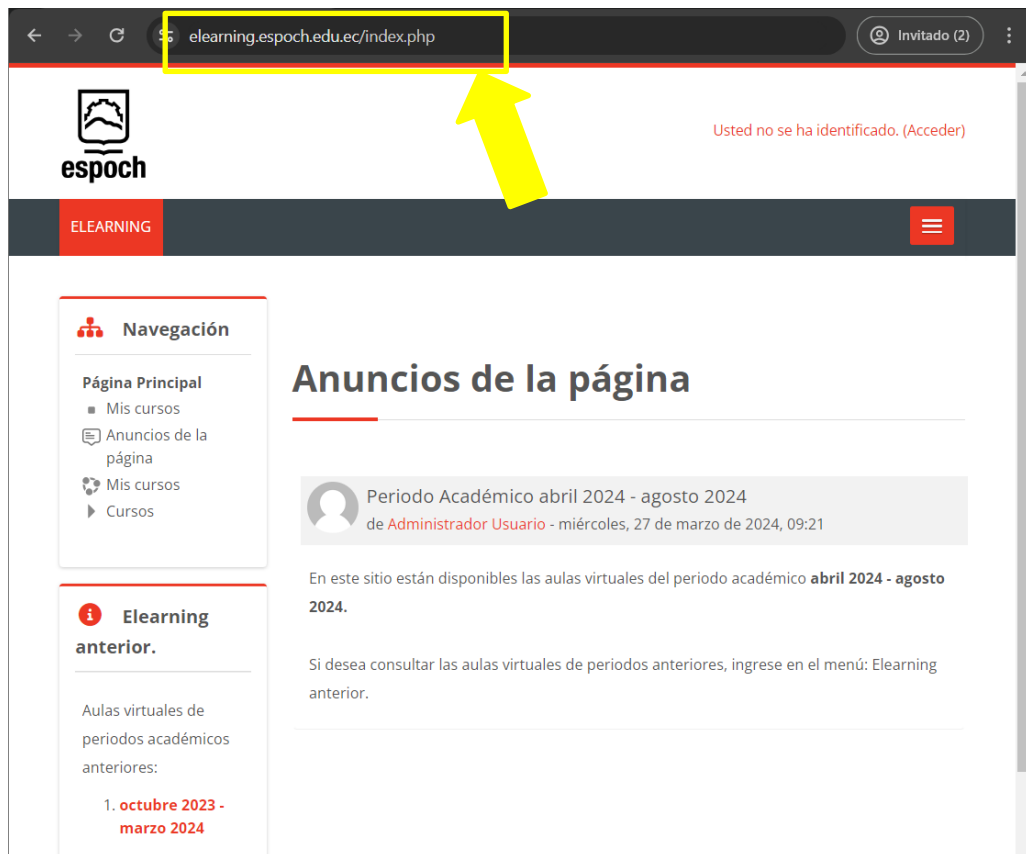 elearning.espoch.edu.ec/index.php
Invitado (2)
espoch
Usted no se ha identificado. (Acceder)
ELEARNING
Navegación
Página Principal
Mis cursos
Anuncios de la
página
Mis cursos
Cursos
Elearning
anterior.
Aulas virtuales de
periodos académicos
anteriores:
1. octubre 2023 -
marzo 2024
Anuncios de la página
Periodo Académico abril 2024 - agosto 2024
de Administrador Usuario - miércoles, 27 de marzo de 2024, 09:21
En este sitio están disponibles las aulas virtuales del periodo académico abril 2024 - agosto
2024.
Si desea consultar las aulas virtuales de periodos anteriores, ingrese en el menú: Elearning
anterior.